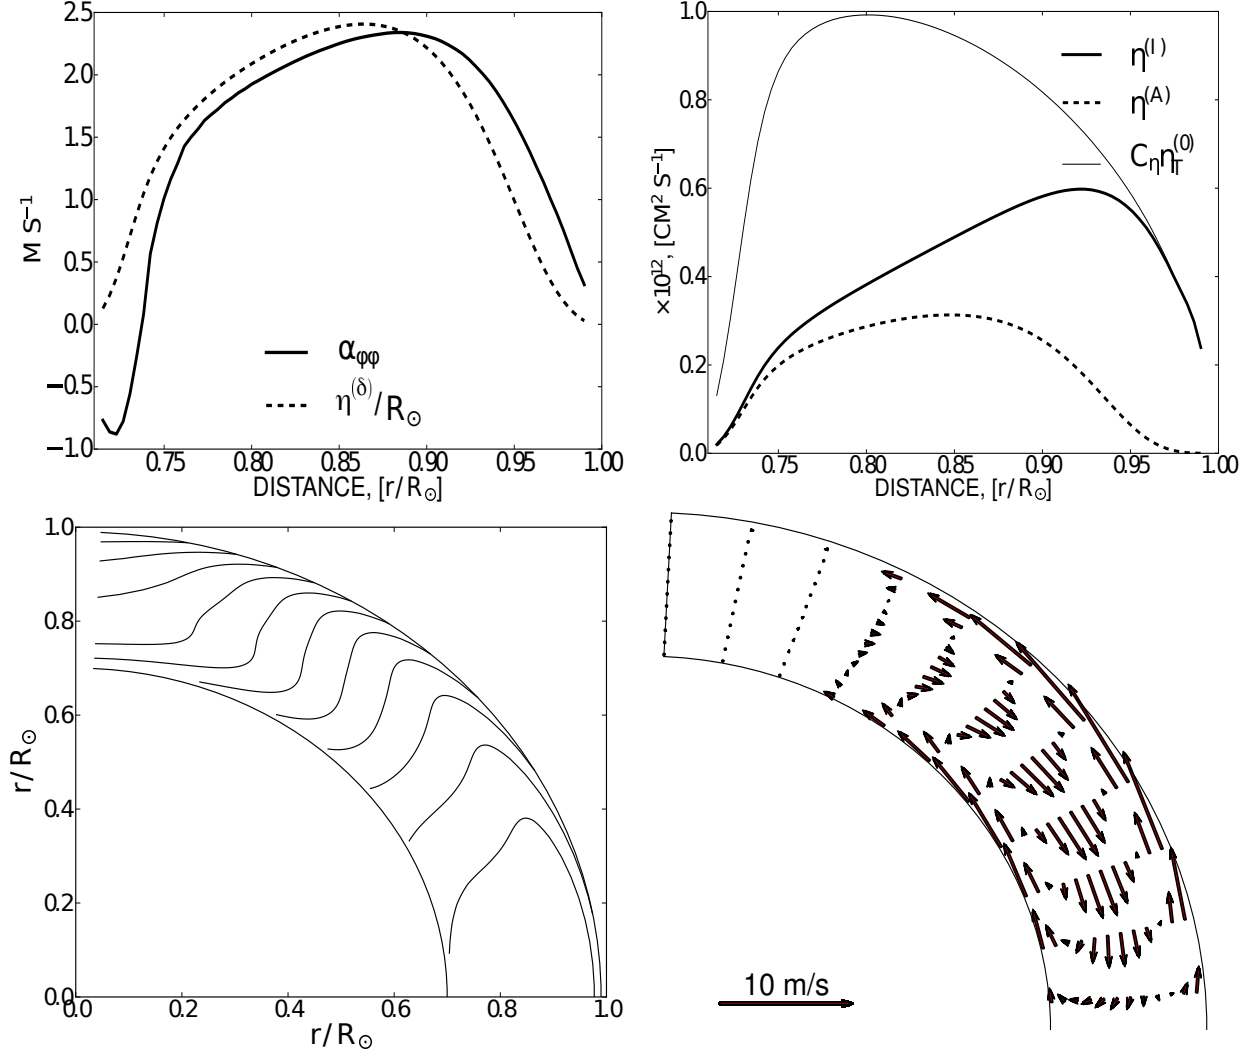 2.5
2.0
1.5
1.0
0.5
0.0
−0.5
−1.0
M S⁻¹
α_φφ
η^(δ)/R⊙
0.75 0.80 0.85 0.90 0.95 1.00
DISTANCE, [r/R⊙]
1.0
0.8
0.6
0.4
0.2
0.0
×10¹², [CM² S⁻¹]
η^(I)
η^(A)
C_η η_T^(0)
0.75 0.80 0.85 0.90 0.95 1.00
DISTANCE, [r/R⊙]
1.0
0.8
0.6
0.4
0.2
0.0
r/R⊙
0.0 0.2 0.4 0.6 0.8 1.0
r/R⊙
10 m/s